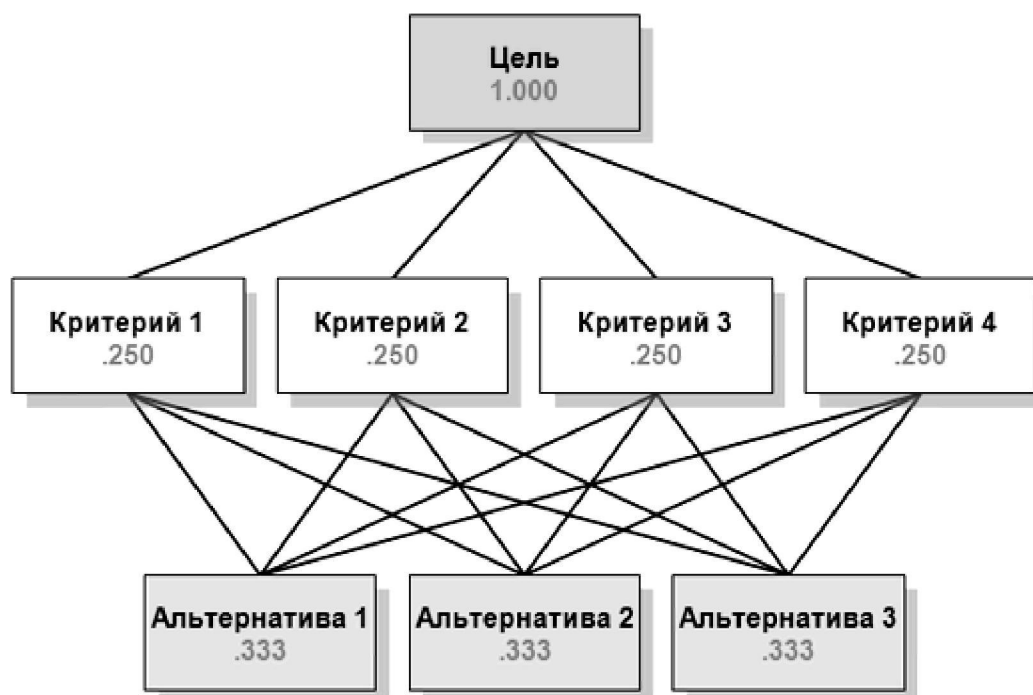 Цель
1.000
Критерий 1
.250
Критерий 2
.250
Критерий 3
.250
Критерий 4
.250
Альтернатива 1
.333
Альтернатива 2
.333
Альтернатива 3
.333